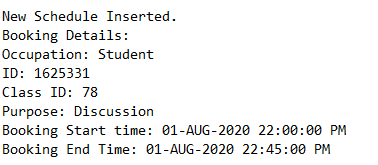 New Schedule Inserted.
Booking Details:
Occupation: Student
ID: 1625331
Class ID: 78
Purpose: Discussion
Booking Start time: 01-AUG-2020 22:00:00 PM
Booking End Time: 01-AUG-2020 22:45:00 PM